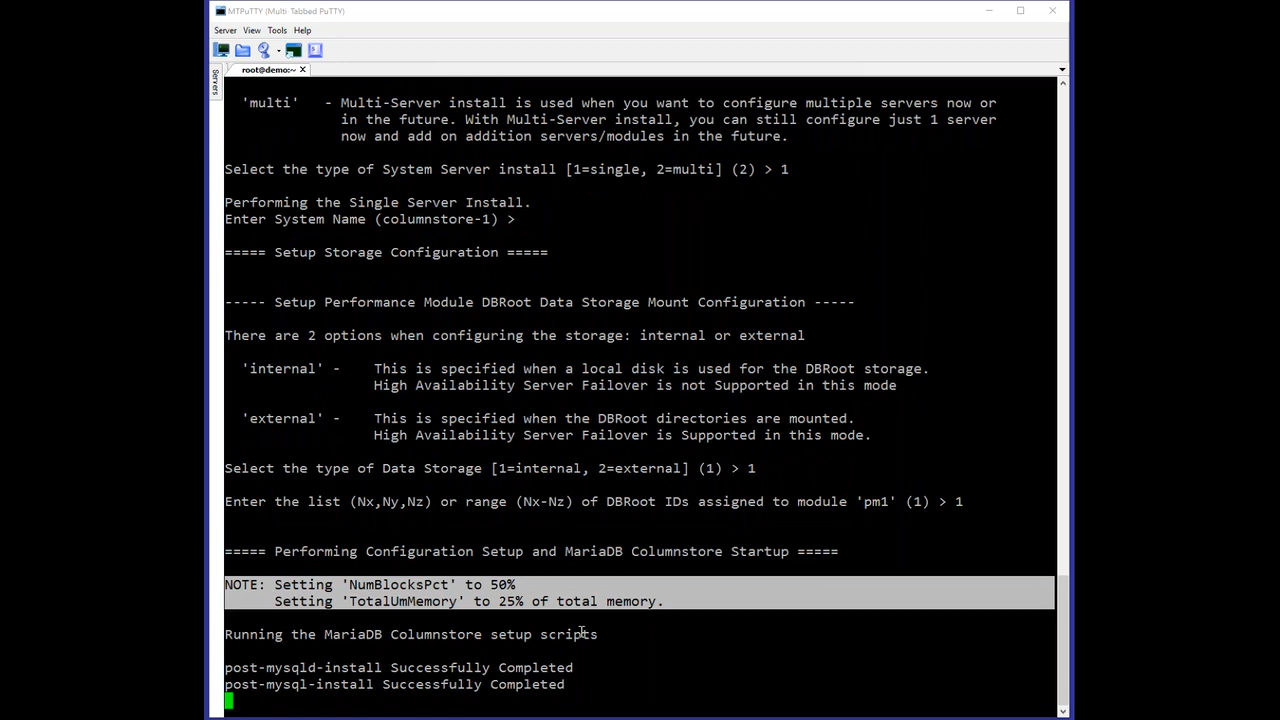 MTPuTTY (Multi-Tabbed PuTTY)
Server View Tools Help
root@demo:~
Servers
'multi' - Multi-Server install is used when you want to configure multiple servers now or
in the future. With Multi-Server install, you can still configure just 1 server
now and add on addition servers/modules in the future.
Select the type of System Server install [1=single, 2=multi] (2) > 1
Performing the Single Server Install.
Enter System Name (columnstore-1) >
===== Setup Storage Configuration =====
----- Setup Performance Module DBRoot Data Storage Mount Configuration -----
There are 2 options when configuring the storage: internal or external
'internal' - This is specified when a local disk is used for the DBRoot storage.
High Availability Server Failover is not Supported in this mode
'external' - This is specified when the DBRoot directories are mounted.
High Availability Server Failover is Supported in this mode.
Select the type of Data Storage [1=internal, 2=external] (1) > 1
Enter the list (Nx,Ny,Nz) or range (Nx-Nz) of DBRoot IDs assigned to module 'pm1' (1) > 1
===== Performing Configuration Setup and MariaDB Columnstore Startup =====
NOTE: Setting 'NumBlocksPct' to 50%
Setting 'TotalUmMemory' to 25% of total memory.
Running the MariaDB Columnstore setup scripts
post-mysqld-install Successfully Completed
post-mysql-install Successfully Completed